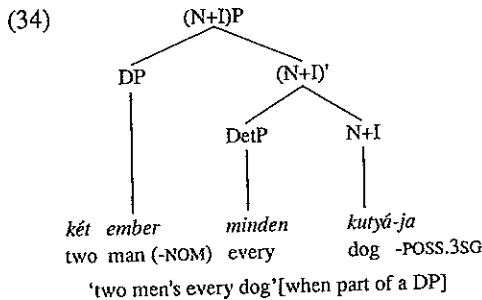 (34)
(N+I)P
DP (N+I)'
DetP N+I
két ember minden kutyá-ja
two man (-NOM) every dog -POSS.3SG
'two men's every dog'[when part of a DP]